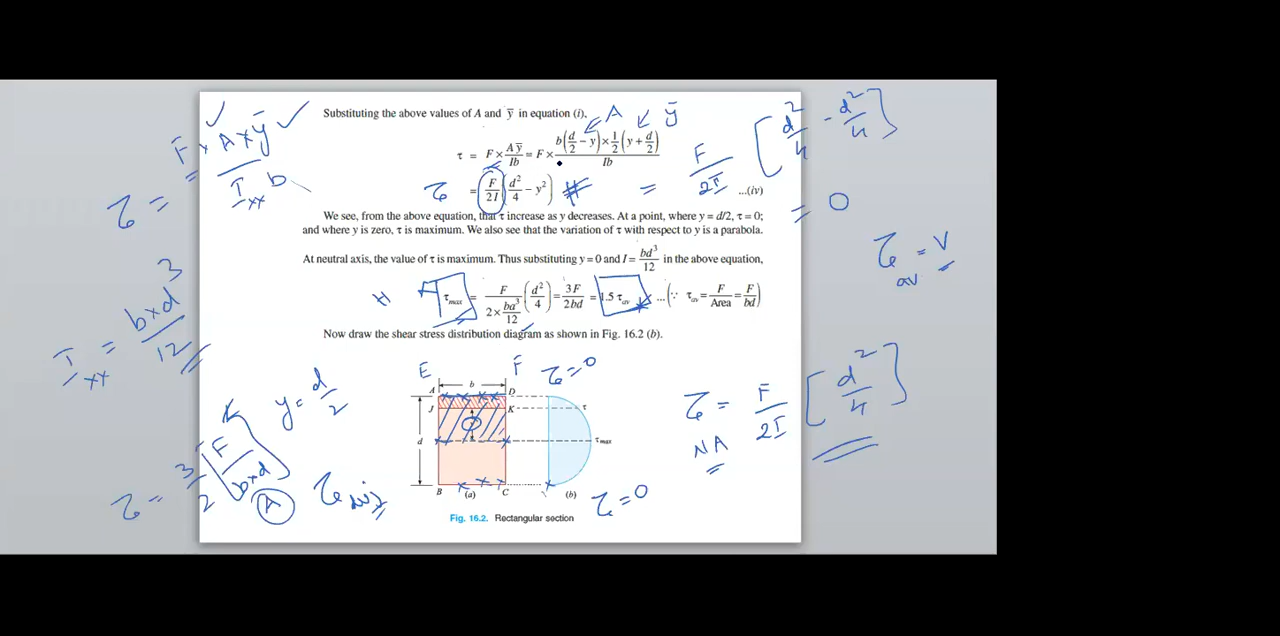 Substituting the above values of A and ȳ in equation (i),
A ȳ
τ = F × Aȳ/Ib = F × b(d/2 − y) × 1/2(y + d/2)/Ib
τ = F/2I (d²/4 − y²) ...(iv)
= F/2I [d²/4 − d²/4]
= 0
We see, from the above equation, that τ increase as y decreases. At a point, where y = d/2, τ = 0;
and where y is zero, τ is maximum. We also see that the variation of τ with respect to y is a parabola.
At neutral axis, the value of τ is maximum. Thus substituting y = 0 and I = bd³/12 in the above equation,
τmax = F/2 × bd³/12 (d²/4) = 3F/2bd = 1.5 τav ...(∵ τav = F/Area = F/bd)
Now draw the shear stress distribution diagram as shown in Fig. 16.2 (b).
τ = F × A × ȳ/Ixx b
Ixx = b × d³/12
y = d/2
τ = 3/2 F/b×d
A
τav = V
τNA = F/2I [d²/4]
E F τ = 0
A b D
J K τ
d τmax
B (a) C (b)
τ = 0
Fig. 16.2. Rectangular section